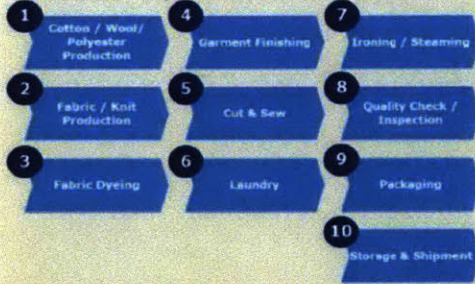 1
Cotton / Wool/
Polyester
Production
2
Fabric / Knit
Production
3
Fabric Dyeing
4
Garment Finishing
5
Cut & Sew
6
Laundry
7
Ironing / Steaming
8
Quality Check /
Inspection
9
Packaging
10
Storage & Shipment